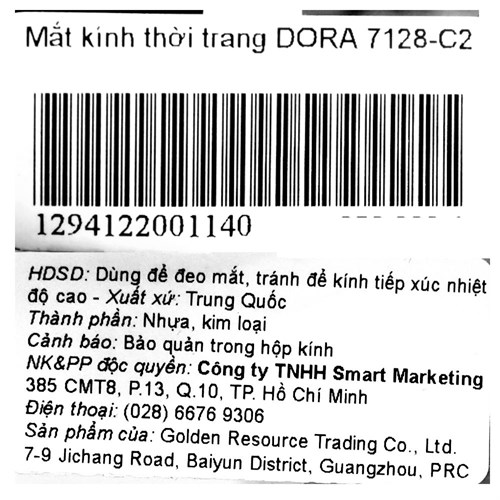 Mắt kính thời trang DORA 7128-C2
1294122001140
HDSD: Dùng để đeo mắt, tránh để kính tiếp xúc nhiệt
độ cao - Xuất xứ: Trung Quốc
Thành phần: Nhựa, kim loại
Cảnh báo: Bảo quản trong hộp kính
NK&PP độc quyền: Công ty TNHH Smart Marketing
385 CMT8, P.13, Q.10, TP. Hồ Chí Minh
Điện thoại: (028) 6676 9306
Sản phẩm của: Golden Resource Trading Co., Ltd.
7-9 Jichang Road, Baiyun District, Guangzhou, PRC